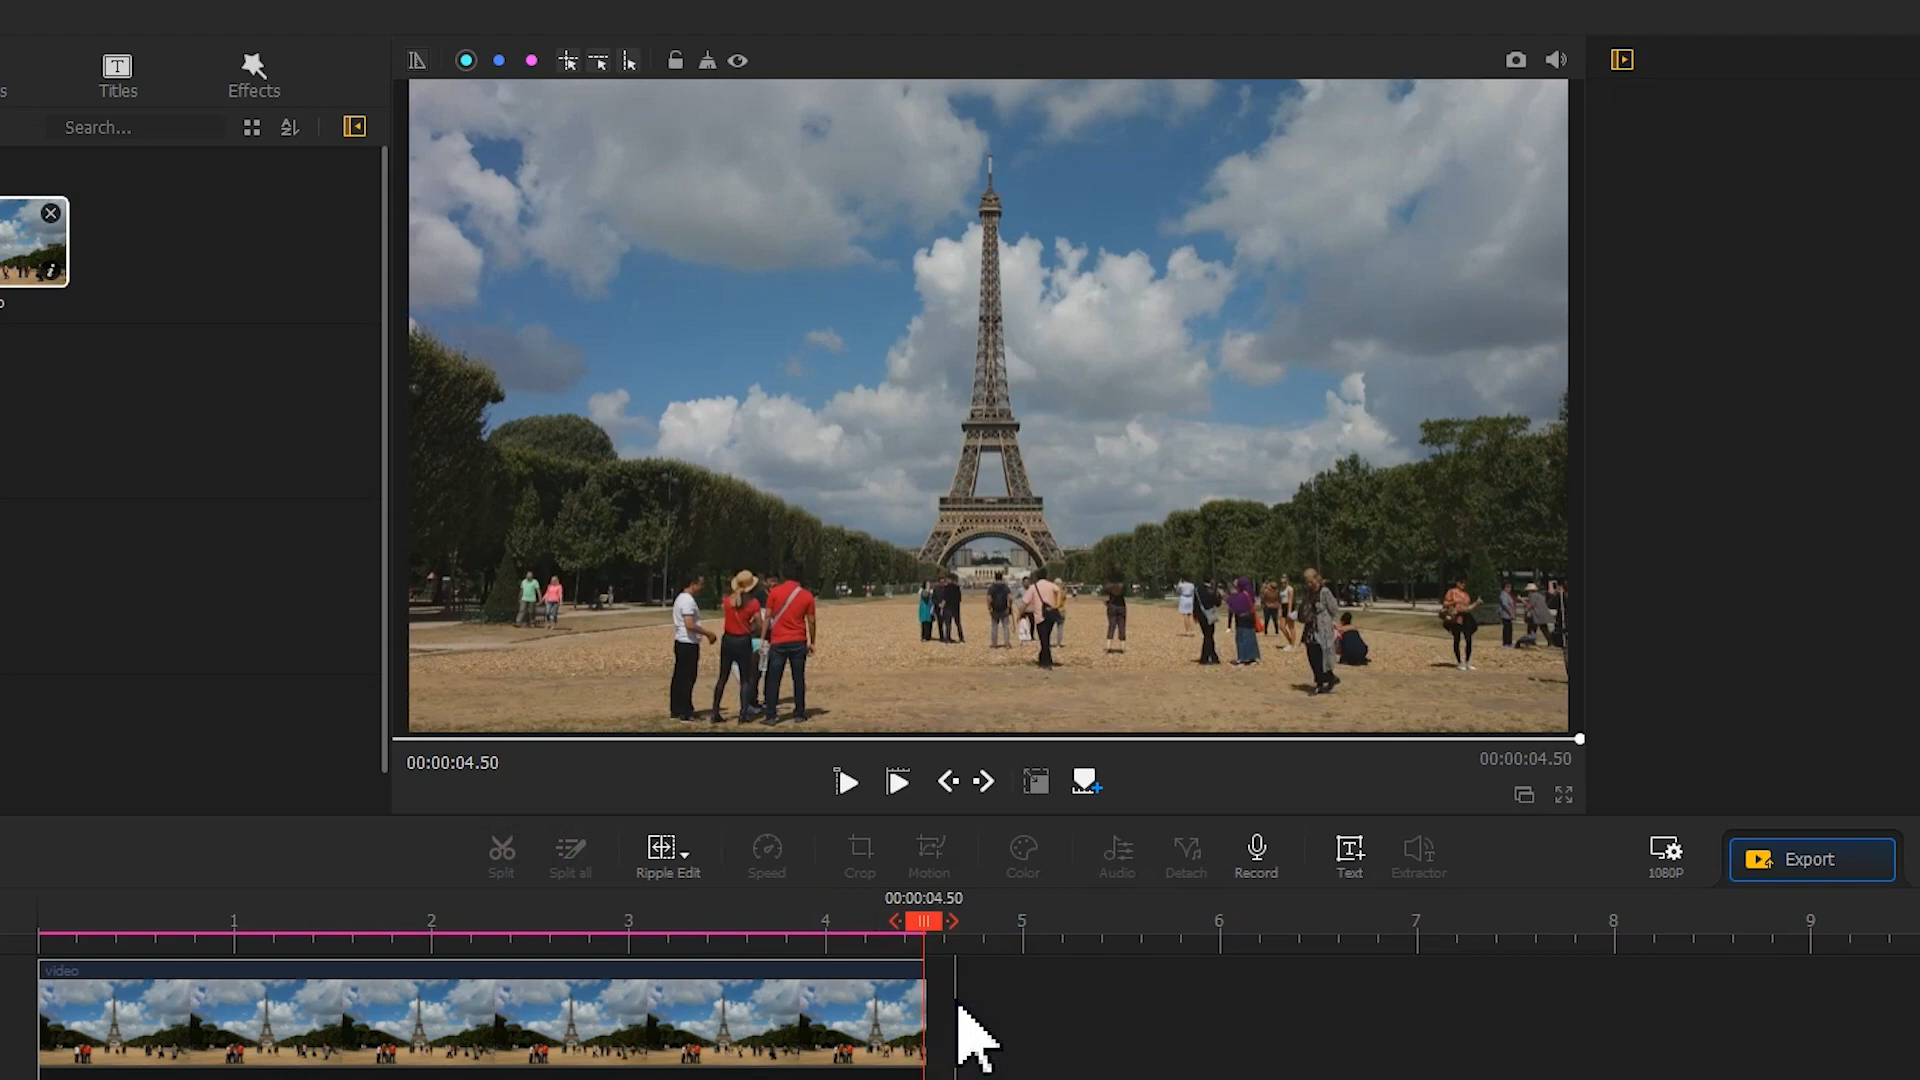 s
Titles
Effects
Search...
o
00:00:04.50
00:00:04.50
Split
Split all
Ripple Edit
Speed
Crop
Motion
Color
Audio
Detach
Record
Text
Extractor
1080P
Export
00:00:04.50
1 2 3 4 5 6 7 8 9
video